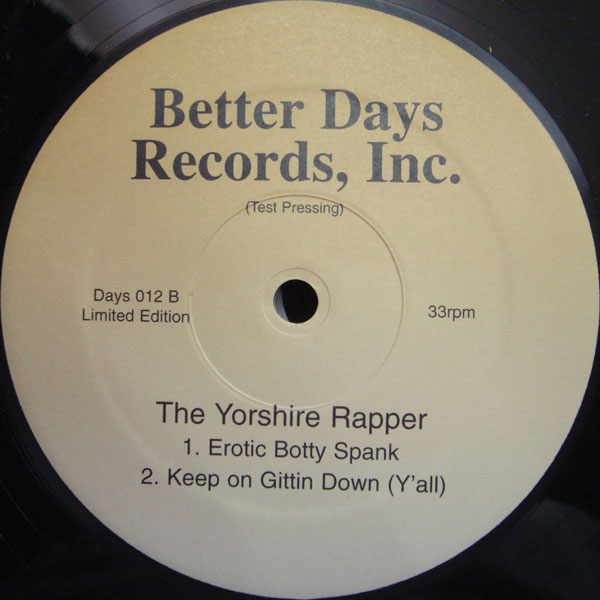 Better Days
Records, Inc.
(Test Pressing)
Days 012 B
Limited Edition
33rpm
The Yorshire Rapper
1. Erotic Botty Spank
2. Keep on Gittin Down (Y'all)